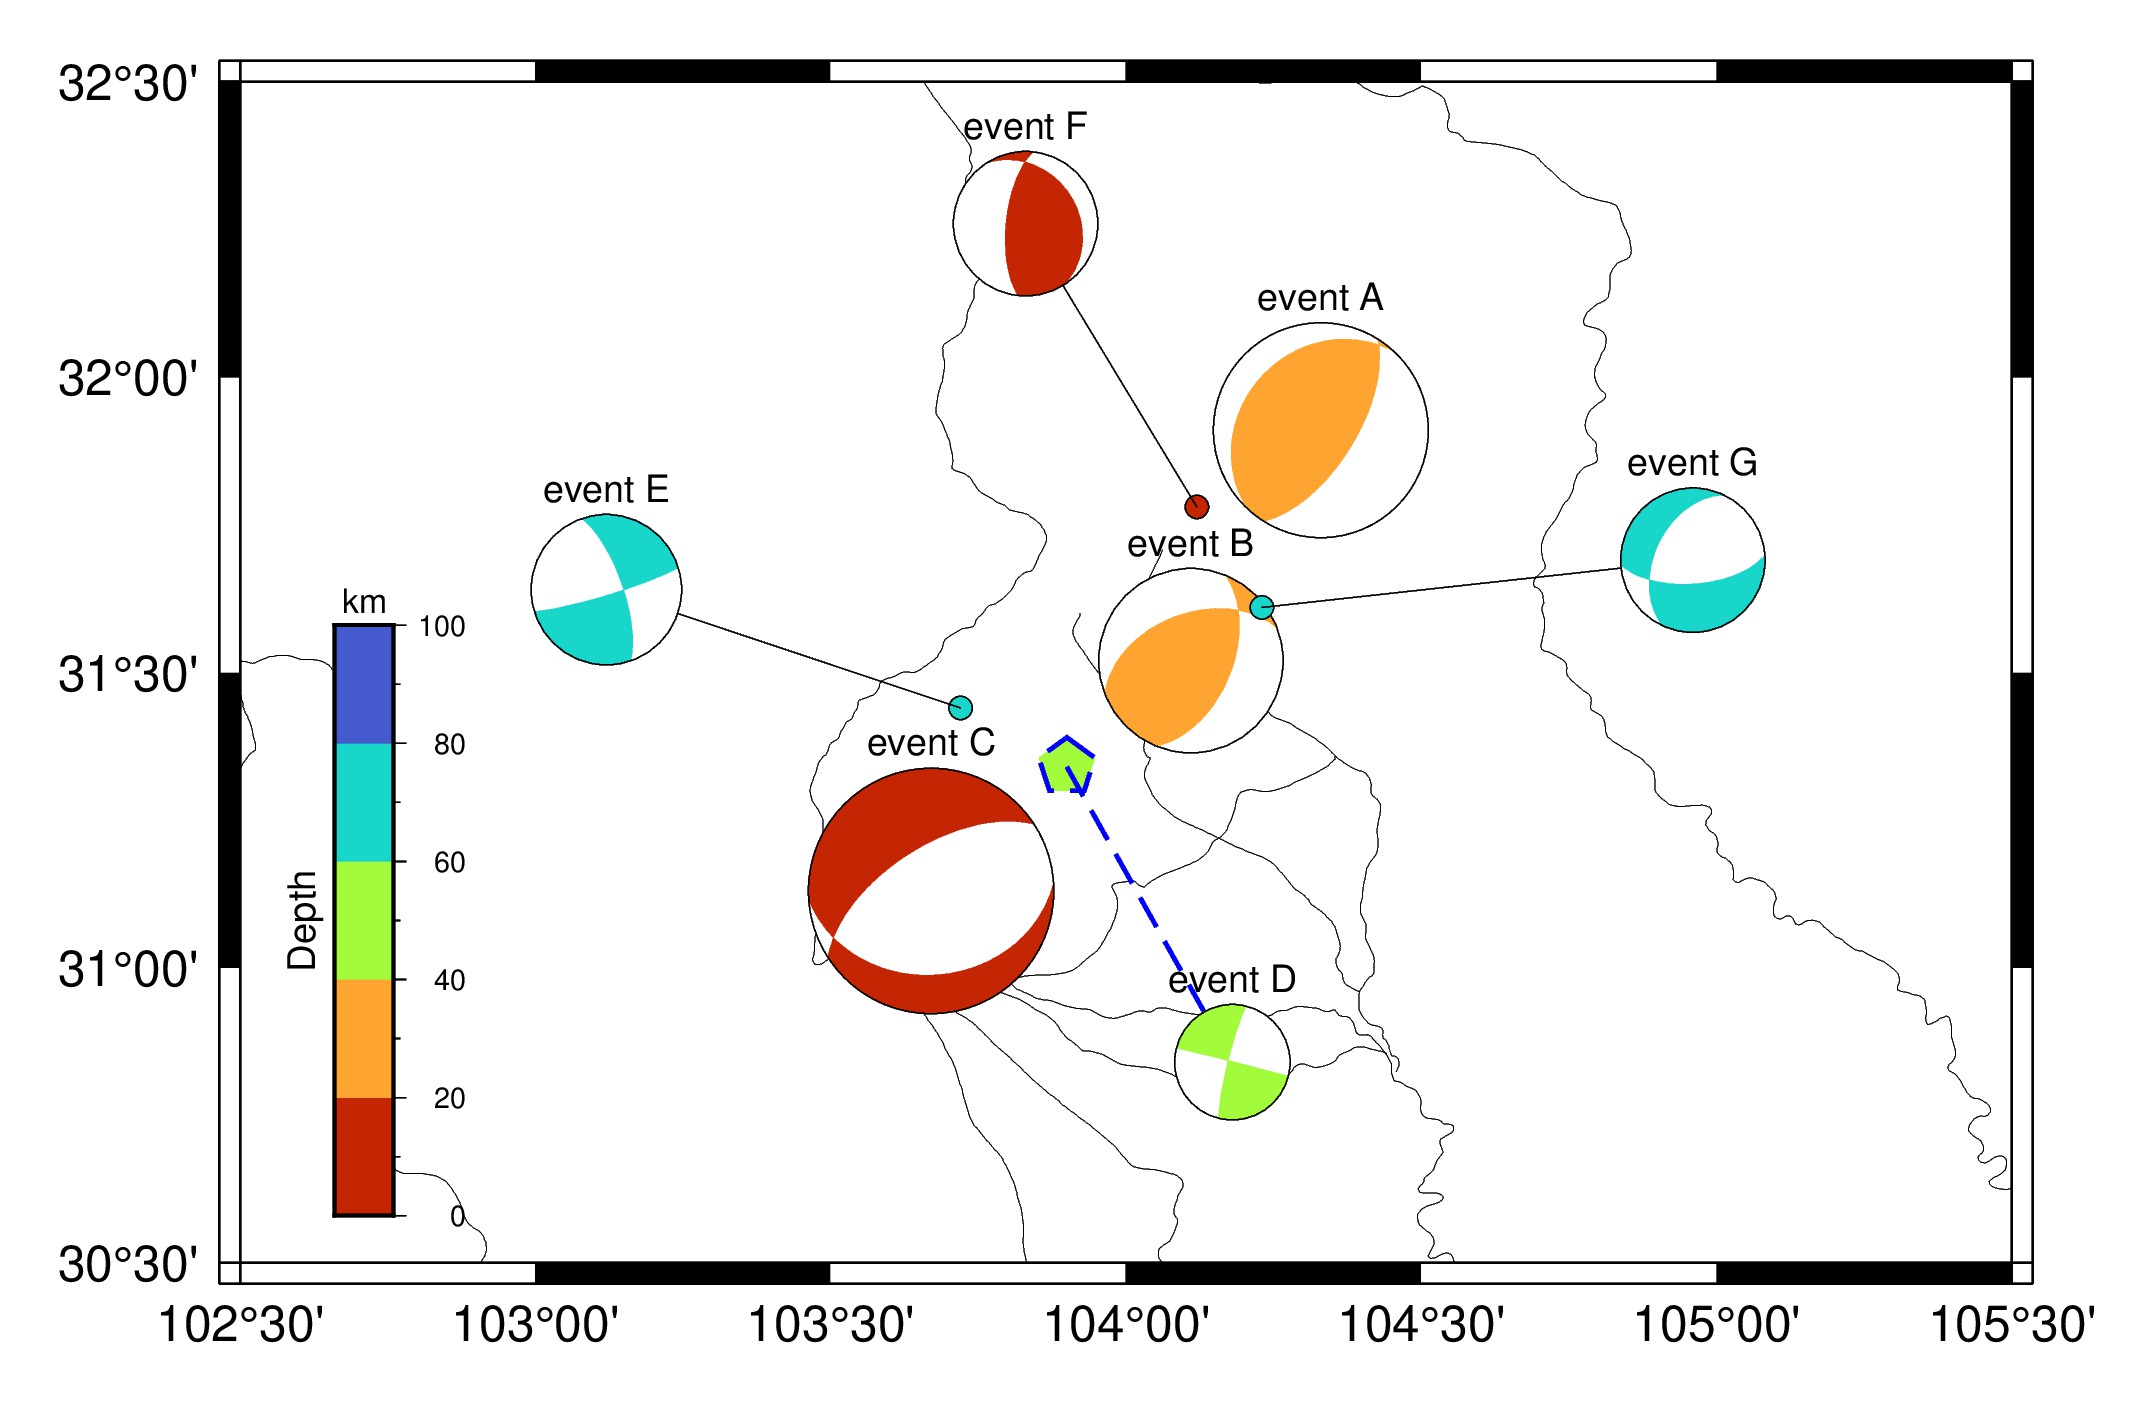 32°30'
event F
event A
32°00'
event G
event E
event B
km
100
31°30'
event C
80
60
Depth
31°00'
40
event D
20
0
30°30'
102°30'
103°00'
103°30'
104°00'
104°30'
105°00'
105°30'